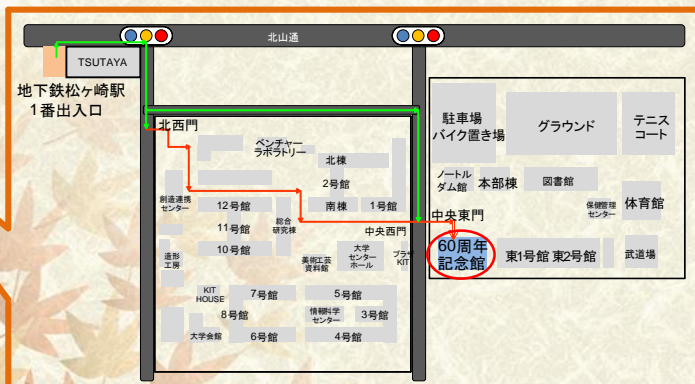 北山通
TSUTAYA
地下鉄松ヶ崎駅
1番出入口
北西門
ベンチャー
ラボラトリー
北棟
2号館
創造連携
センター
12号館
南棟
1号館
総合
研究棟
11号館
中央西門
10号館
造形
工房
美術工芸
資料館
大学
センター
ホール
プラザ
KIT
KIT
HOUSE
7号館
5号館
8号館
情報科学
センター
3号館
大学会館
6号館
4号館
駐車場
バイク置き場
グラウンド
テニス
コート
ノートル
ダム館
本部棟
図書館
保健管理
センター
体育館
中央東門
60周年
記念館
東1号館
東2号館
武道場